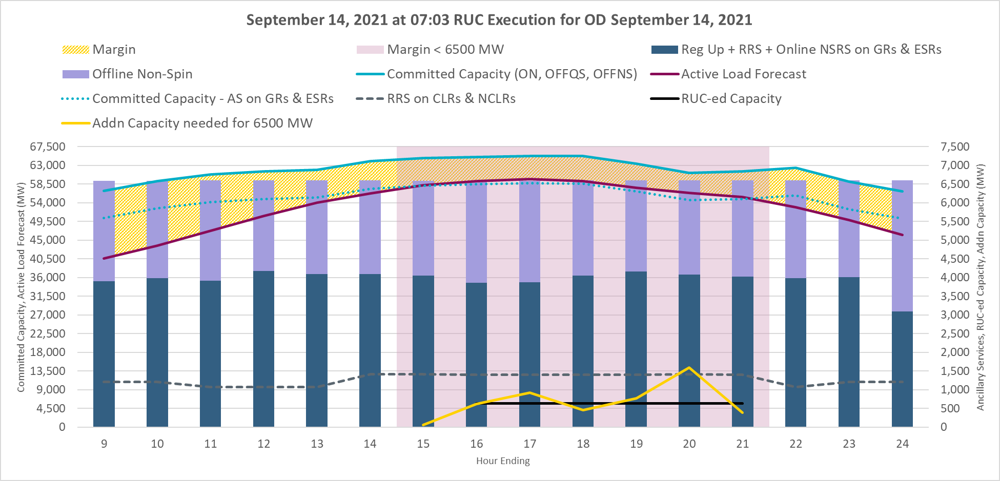 September 14, 2021 at 07:03 RUC Execution for OD September 14, 2021
Margin
Margin < 6500 MW
Reg Up + RRS + Online NSRS on GRs & ESRs
Offline Non-Spin
Committed Capacity (ON, OFFQS, OFFNS)
Active Load Forecast
Committed Capacity - AS on GRs & ESRs
RRS on CLRs & NCLRs
RUC-ed Capacity
Addn Capacity needed for 6500 MW
Committed Capacity, Active Load Forecast (MW)
67,500
63,000
58,500
54,000
49,500
45,000
40,500
36,000
31,500
27,000
22,500
18,000
13,500
9,000
4,500
0
7,500
7,000
6,500
6,000
5,500
5,000
4,500
4,000
3,500
3,000
2,500
2,000
1,500
1,000
500
0
Ancillary Services, RUC-ed Capacity, Addn Capacity (MW)
9 10 11 12 13 14 15 16 17 18 19 20 21 22 23 24
Hour Ending